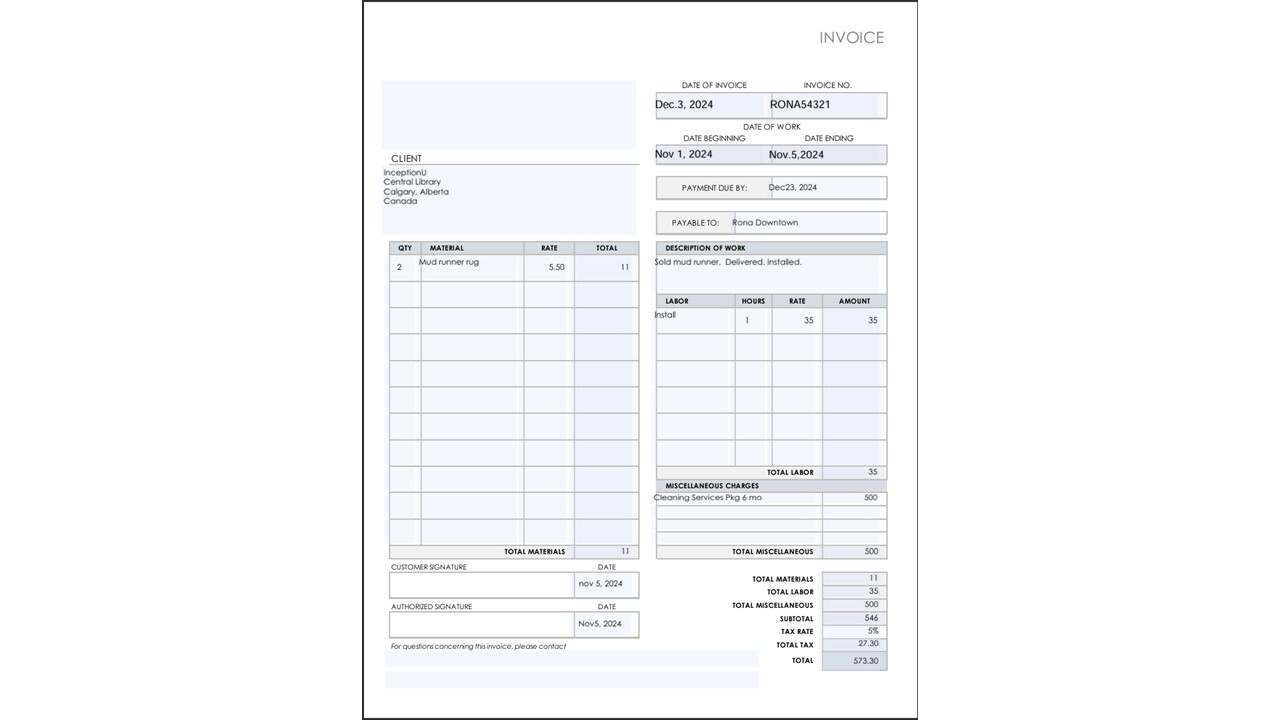 INVOICE
DATE OF INVOICE INVOICE NO.
Dec.3, 2024 RONA54321
DATE OF WORK
DATE BEGINNING DATE ENDING
Nov 1, 2024 Nov.5,2024
CLIENT
InceptionU
Central Library
Calgary, Alberta
Canada
PAYMENT DUE BY: Dec23, 2024
PAYABLE TO: Rona Downtown
QTY MATERIAL RATE TOTAL
2 Mud runner rug 5.50 11
TOTAL MATERIALS 11
DESCRIPTION OF WORK
Sold mud runner. Delivered. Installed.
LABOR HOURS RATE AMOUNT
Install 1 35 35
TOTAL LABOR 35
MISCELLANEOUS CHARGES
Cleaning Services Pkg 6 mo 500
TOTAL MISCELLANEOUS 500
CUSTOMER SIGNATURE DATE
nov 5, 2024
AUTHORIZED SIGNATURE DATE
Nov5, 2024
For questions concerning this invoice, please contact
TOTAL MATERIALS 11
TOTAL LABOR 35
TOTAL MISCELLANEOUS 500
SUBTOTAL 546
TAX RATE 5%
TOTAL TAX 27.30
TOTAL 573.30